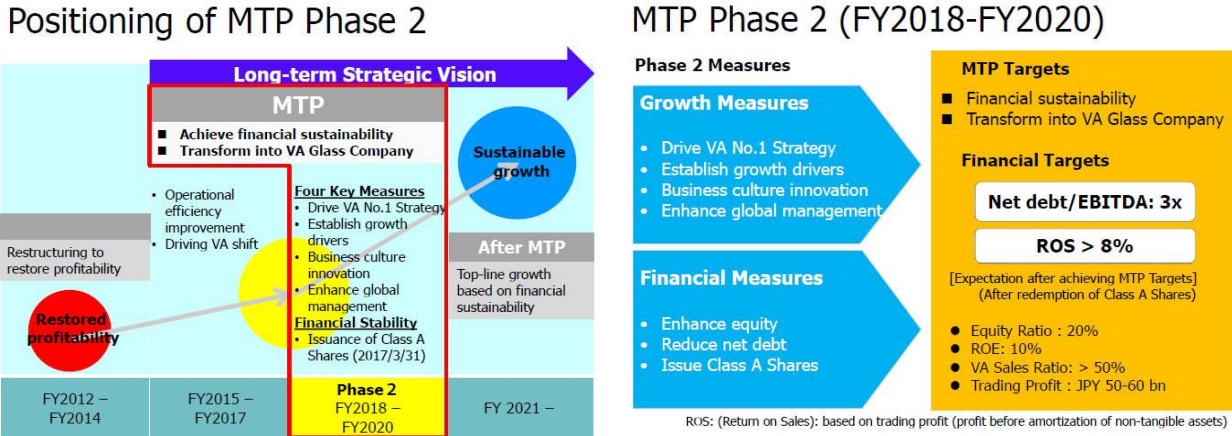 Positioning of MTP Phase 2
Long-term Strategic Vision
MTP
■ Achieve financial sustainability
■ Transform into VA Glass Company
Restructuring to
restore profitability
Restored
profitability
• Operational
efficiency
improvement
• Driving VA shift
Four Key Measures
• Drive VA No.1 Strategy
• Establish growth
drivers
• Business culture
innovation
• Enhance global
management
Financial Stability
• Issuance of Class A
Shares (2017/3/31)
Sustainable
growth
After MTP
Top-line growth
based on financial
sustainability
FY2012 –
FY2014
FY2015 –
FY2017
Phase 2
FY2018 –
FY2020
FY 2021 –
MTP Phase 2 (FY2018-FY2020)
Phase 2 Measures
Growth Measures
• Drive VA No.1 Strategy
• Establish growth drivers
• Business culture innovation
• Enhance global management
Financial Measures
• Enhance equity
• Reduce net debt
• Issue Class A Shares
MTP Targets
■ Financial sustainability
■ Transform into VA Glass Company
Financial Targets
Net debt/EBITDA: 3x
ROS > 8%
[Expectation after achieving MTP Targets]
(After redemption of Class A Shares)
● Equity Ratio : 20%
● ROE: 10%
● VA Sales Ratio: > 50%
● Trading Profit : JPY 50-60 bn
ROS: (Return on Sales): based on trading profit (profit before amortization of non-tangible assets)